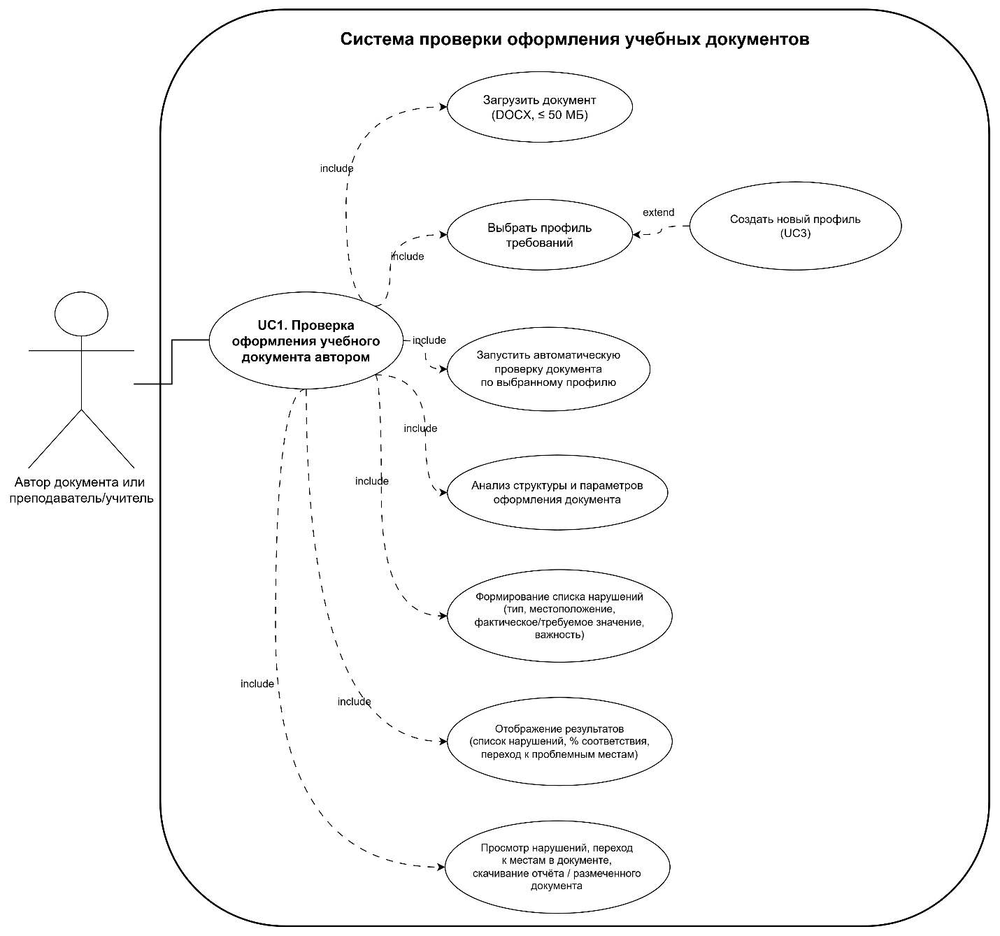 Система проверки оформления учебных документов
Загрузить документ
(DOCX, ≤ 50 МБ)
include
Выбрать профиль
требований
extend
Создать новый профиль
(UC3)
include
UC1. Проверка
оформления учебного
документа автором
include
Запустить автоматическую
проверку документа
по выбранному профилю
include
Автор документа или
преподаватель/учитель
Анализ структуры и параметров
оформления документа
include
Формирование списка нарушений
(тип, местоположение,
фактическое/требуемое значение,
важность)
include
include
Отображение результатов
(список нарушений, % соответствия,
переход к проблемным местам)
Просмотр нарушений, переход
к местам в документе,
скачивание отчёта / размеченного
документа